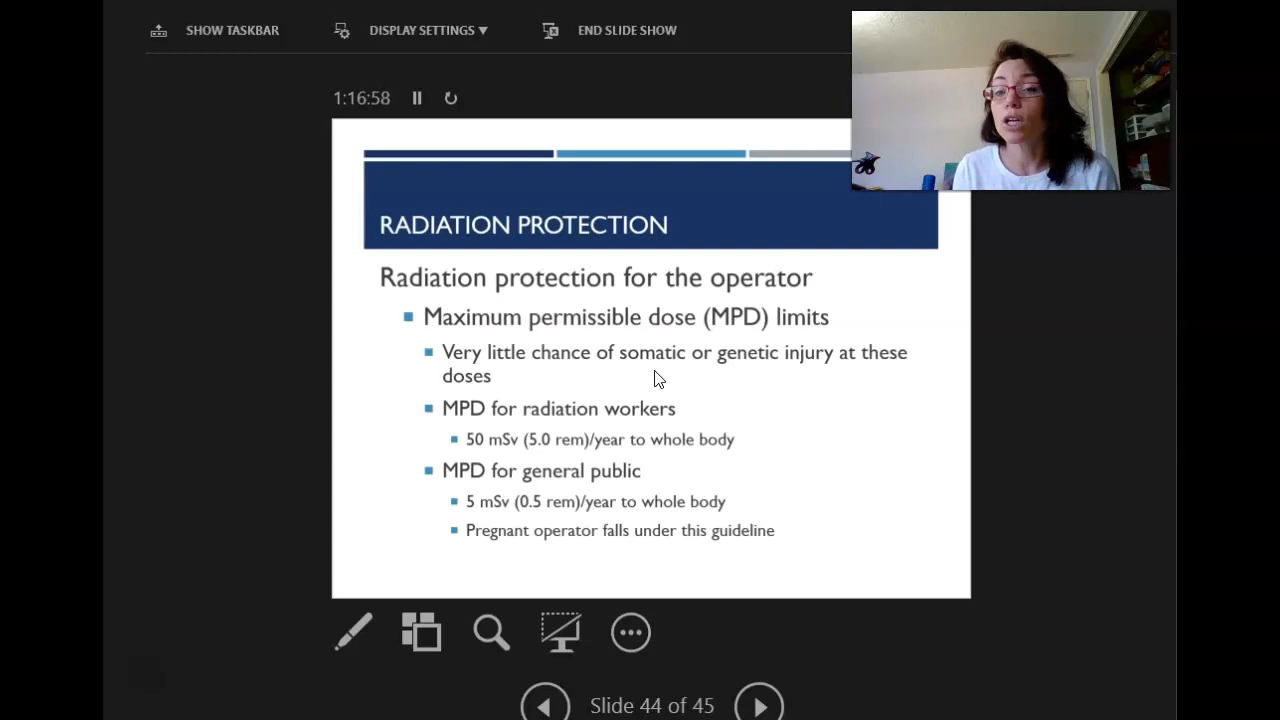 SHOW TASKBAR
DISPLAY SETTINGS ▼
END SLIDE SHOW
1:16:58
RADIATION PROTECTION
Radiation protection for the operator
Maximum permissible dose (MPD) limits
Very little chance of somatic or genetic injury at these
doses
MPD for radiation workers
50 mSv (5.0 rem)/year to whole body
MPD for general public
5 mSv (0.5 rem)/year to whole body
Pregnant operator falls under this guideline
Slide 44 of 45